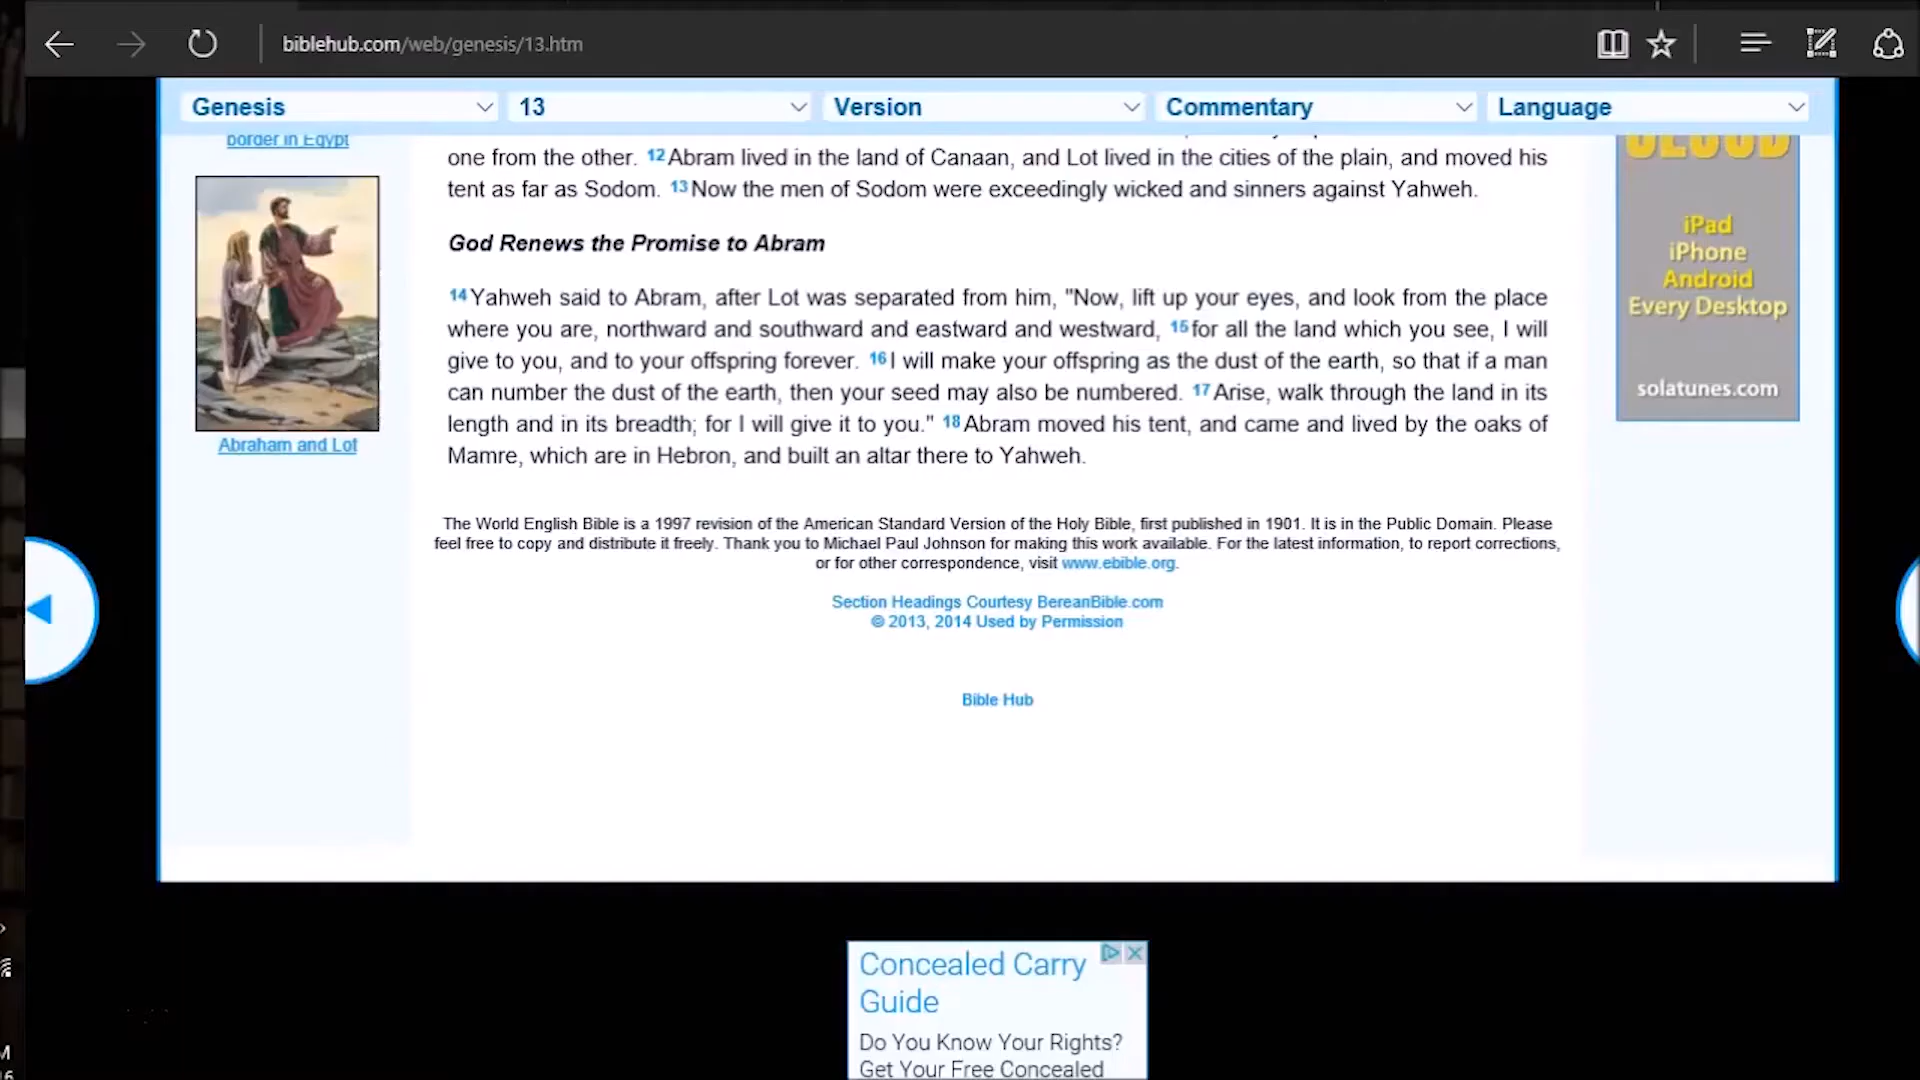 biblehub.com/web/genesis/13.htm
Genesis 13 Version Commentary Language
border in Egypt
one from the other. 12 Abram lived in the land of Canaan, and Lot lived in the cities of the plain, and moved his
tent as far as Sodom. 13 Now the men of Sodom were exceedingly wicked and sinners against Yahweh.
God Renews the Promise to Abram
14 Yahweh said to Abram, after Lot was separated from him, "Now, lift up your eyes, and look from the place
where you are, northward and southward and eastward and westward, 15 for all the land which you see, I will
give to you, and to your offspring forever. 16 I will make your offspring as the dust of the earth, so that if a man
can number the dust of the earth, then your seed may also be numbered. 17 Arise, walk through the land in its
length and in its breadth; for I will give it to you." 18 Abram moved his tent, and came and lived by the oaks of
Mamre, which are in Hebron, and built an altar there to Yahweh.
Abraham and Lot
iPad
iPhone
Android
Every Desktop
solatunes.com
The World English Bible is a 1997 revision of the American Standard Version of the Holy Bible, first published in 1901. It is in the Public Domain. Please
feel free to copy and distribute it freely. Thank you to Michael Paul Johnson for making this work available. For the latest information, to report corrections,
or for other correspondence, visit www.ebible.org.
Section Headings Courtesy BereanBible.com
© 2013, 2014 Used by Permission
Bible Hub
Concealed Carry
Guide
Do You Know Your Rights?
Get Your Free Concealed